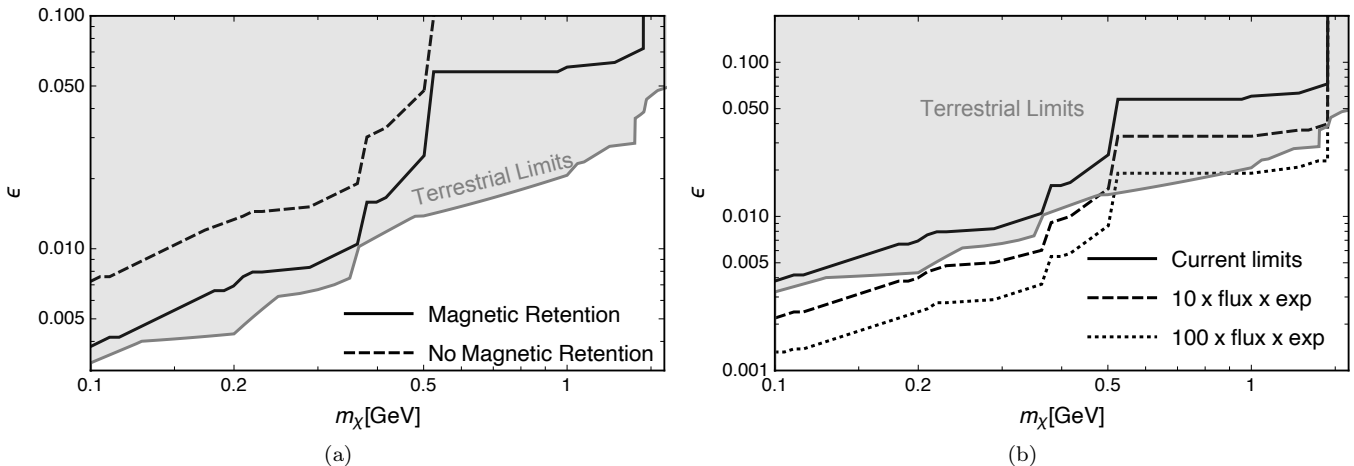 0.100
0.050
ϵ
0.010
0.005
0.1
0.2
0.5
1
mχ[GeV]
Terrestrial Limits
Magnetic Retention
No Magnetic Retention
(a)
0.100
0.050
ϵ
0.010
0.005
0.001
0.1
0.2
0.5
1
mχ[GeV]
Terrestrial Limits
Current limits
10 x flux x exp
100 x flux x exp
(b)